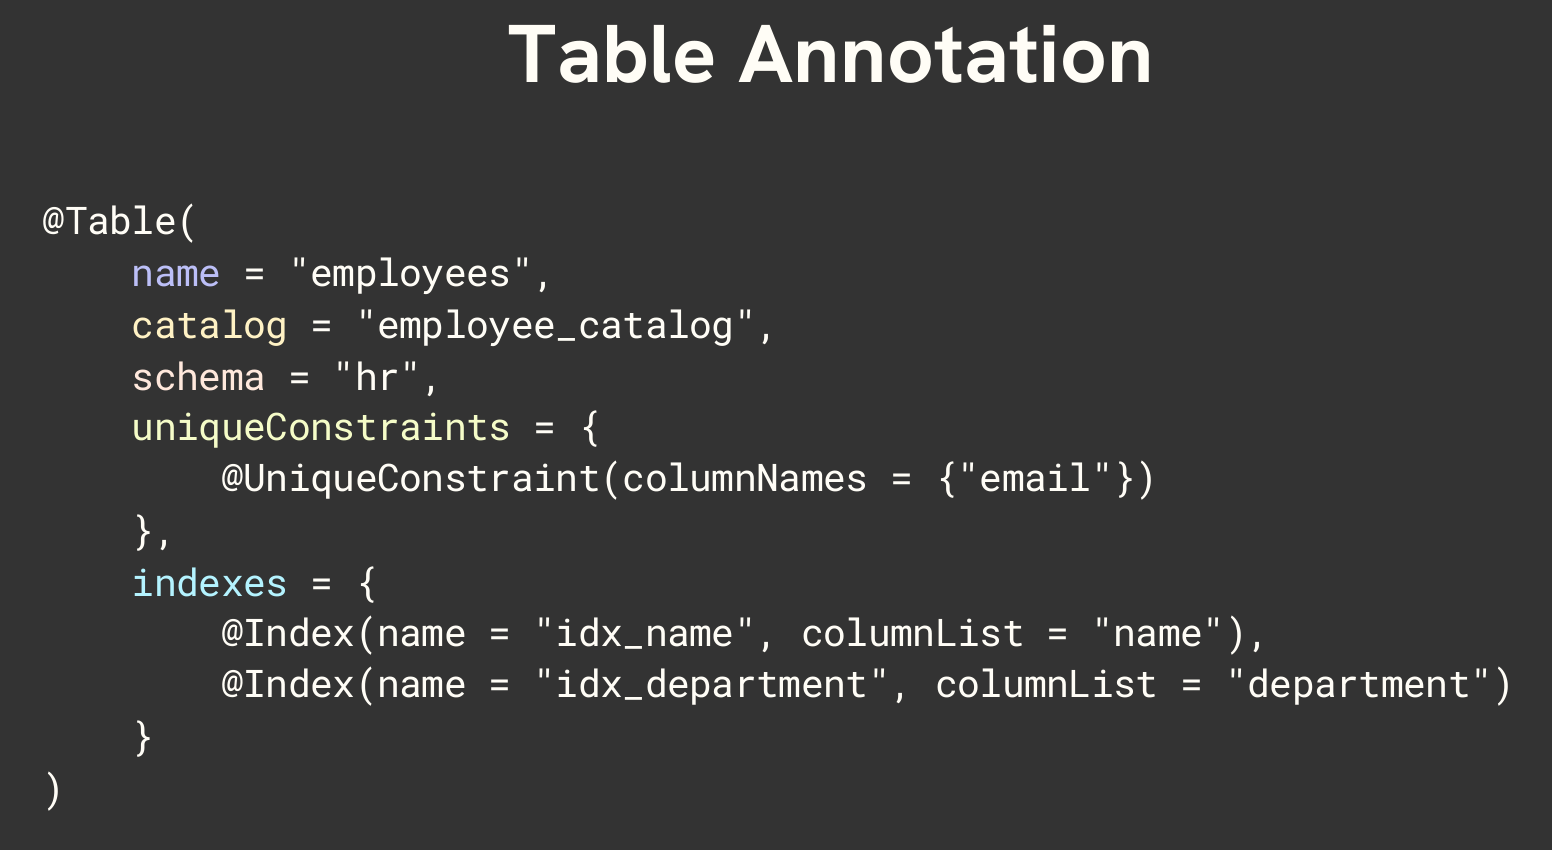 Table Annotation
@Table(
    name = "employees",
    catalog = "employee_catalog",
    schema = "hr",
    uniqueConstraints = {
        @UniqueConstraint(columnNames = {"email"})
    },
    indexes = {
        @Index(name = "idx_name", columnList = "name"),
        @Index(name = "idx_department", columnList = "department")
    }
)